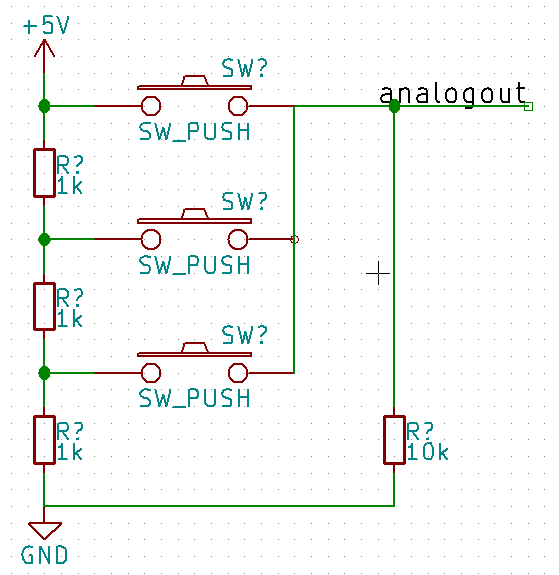 +5V
SW?
analogout
SW_PUSH
R?
1k
SW?
SW_PUSH
R?
1k
SW?
SW_PUSH
R?
1k
R?
10k
GND